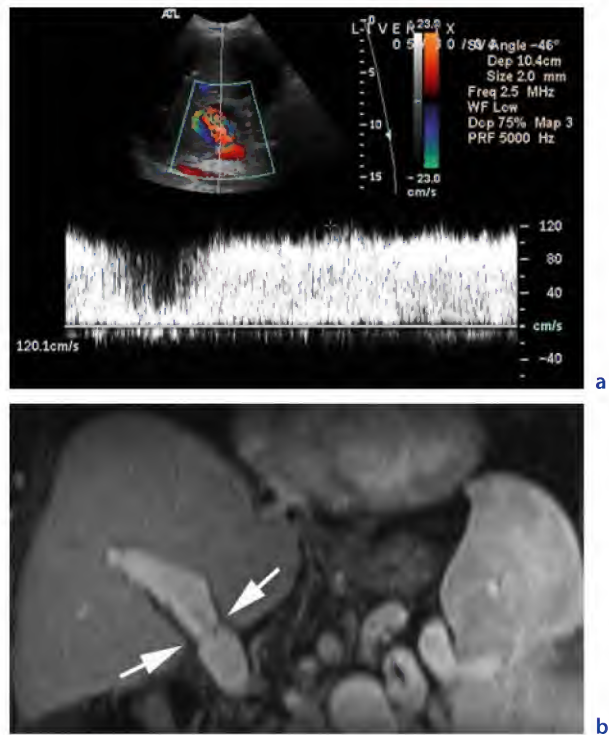 ATL
-0
-5
-10
-15
23.0
- 23.0
cm/s
SV Angle -46°
Dep 10.4cm
Size 2.0 mm
Freq 2.5 MHz
WF Low
Dop 75% Map 3
PRF 5000 Hz
120
80
40
cm/s
-40
120.1cm/s
a
b